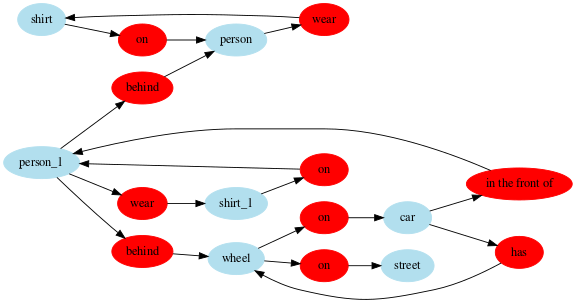 shirt
wear
on
person
behind
person_1
on
in the front of
wear
shirt_1
on
car
behind
wheel
on
street
has